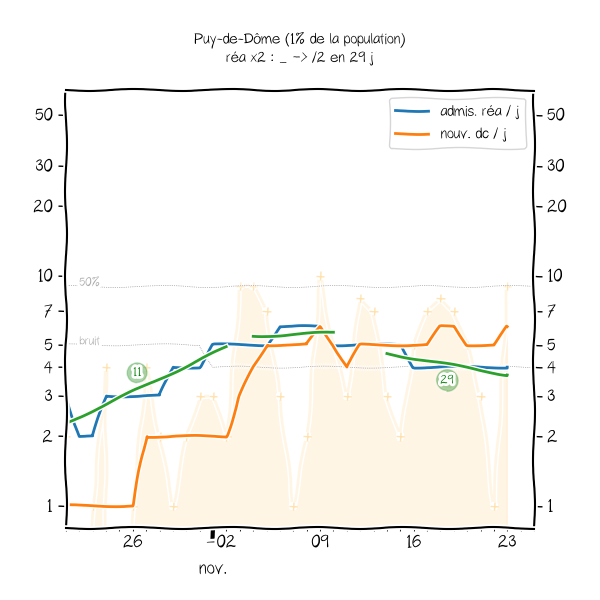 Puy-de-Dôme (1% de la population)
réa x2 : _ -> /2 en 29 j
admis. réa / j
nouv. dc / j
50 50
30 30
20 20
10 10
50%
7 7
bruit
5 5
4 4
11
29
3 3
2 2
1 1
26 02 09 16 23
nov.